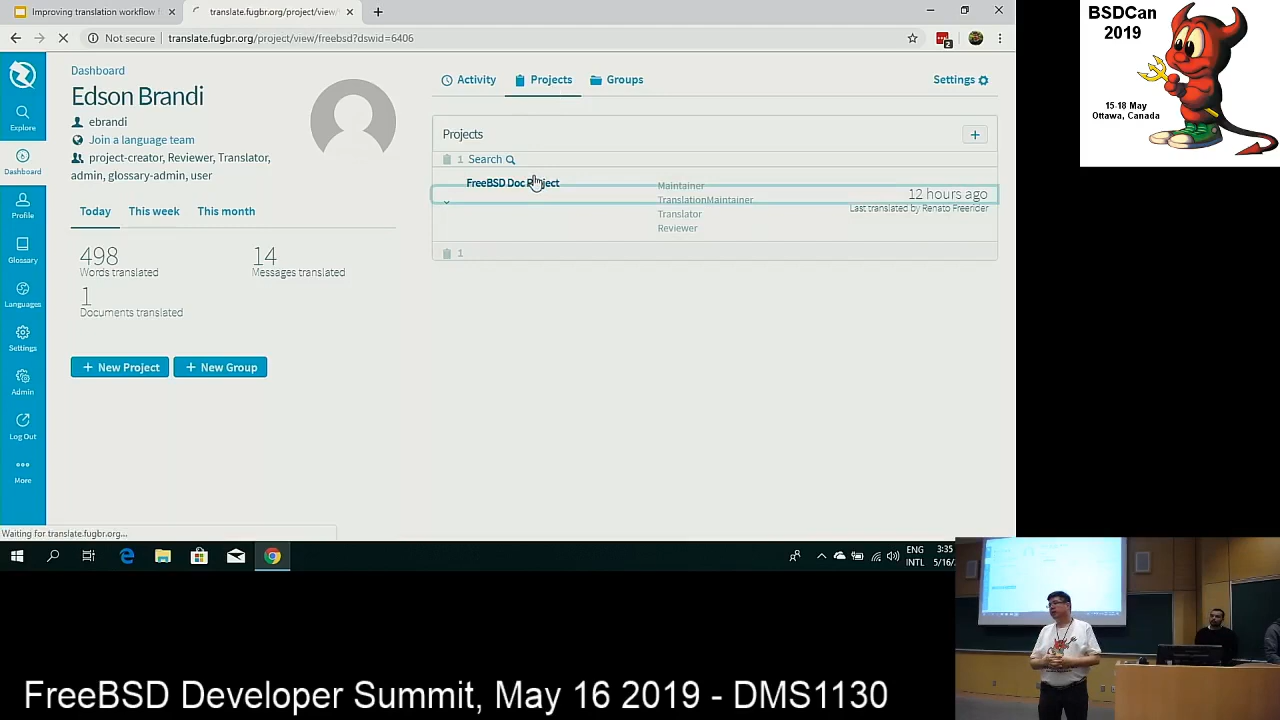 Improving translation workflow f
translate.fugbr.org/project/view/
Not secure
translate.fugbr.org/project/view/freebsd?dswid=6406
2
Explore
Dashboard
Profile
Glossary
Languages
Settings
Admin
Log Out
More
Dashboard
Edson Brandi
ebrandi
Join a language team
project-creator, Reviewer, Translator,
admin, glossary-admin, user
Today This week This month
498
Words translated
14
Messages translated
1
Documents translated
+ New Project
+ New Group
Activity Projects Groups Settings
Projects
+
1 Search
FreeBSD Doc Project
Maintainer
TranslationMaintainer
Translator
Reviewer
12 hours ago
Last translated by Renato
1
Waiting for translate.fugbr.org...
ENG
INTL
3:35
5/16/
BSDCan
2019
15-18 May
Ottawa, Canada
FreeBSD Developer Summit, May 16 2019 - DMS1130